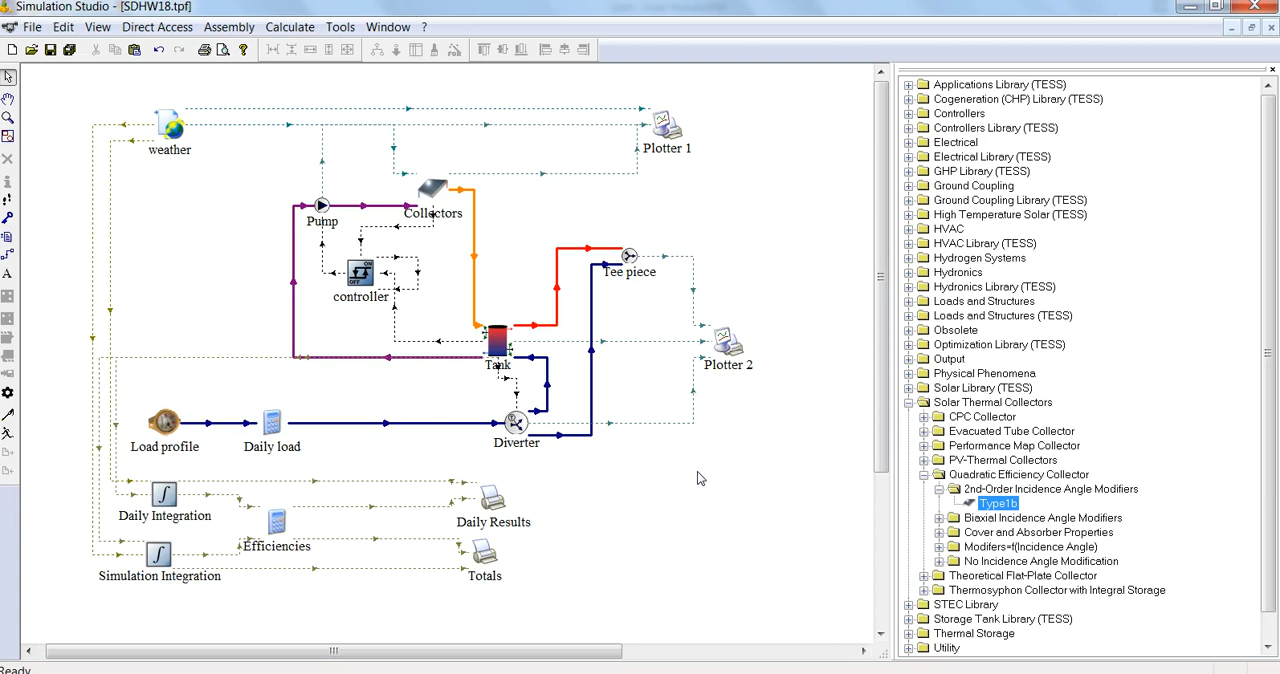 Simulation Studio - [SDHW18.tpf]
File Edit View Direct Access Assembly Calculate Tools Window ?
weather
Plotter 1
Pump
Collectors
controller
Tee piece
Tank
Plotter 2
Load profile
Daily load
Diverter
Daily Integration
Efficiencies
Daily Results
Simulation Integration
Totals
Applications Library (TESS)
Cogeneration (CHP) Library (TESS)
Controllers
Controllers Library (TESS)
Electrical
Electrical Library (TESS)
GHP Library (TESS)
Ground Coupling
Ground Coupling Library (TESS)
High Temperature Solar (TESS)
HVAC
HVAC Library (TESS)
Hydrogen Systems
Hydronics
Hydronics Library (TESS)
Loads and Structures
Loads and Structures (TESS)
Obsolete
Optimization Library (TESS)
Output
Physical Phenomena
Solar Library (TESS)
Solar Thermal Collectors
CPC Collector
Evacuated Tube Collector
Performance Map Collector
PV-Thermal Collectors
Quadratic Efficiency Collector
2nd-Order Incidence Angle Modifiers
Type1b
Biaxial Incidence Angle Modifiers
Cover and Absorber Properties
Modifers=f(Incidence Angle)
No Incidence Angle Modification
Theoretical Flat-Plate Collector
Thermosyphon Collector with Integral Storage
STEC Library
Storage Tank Library (TESS)
Thermal Storage
Utility
Ready